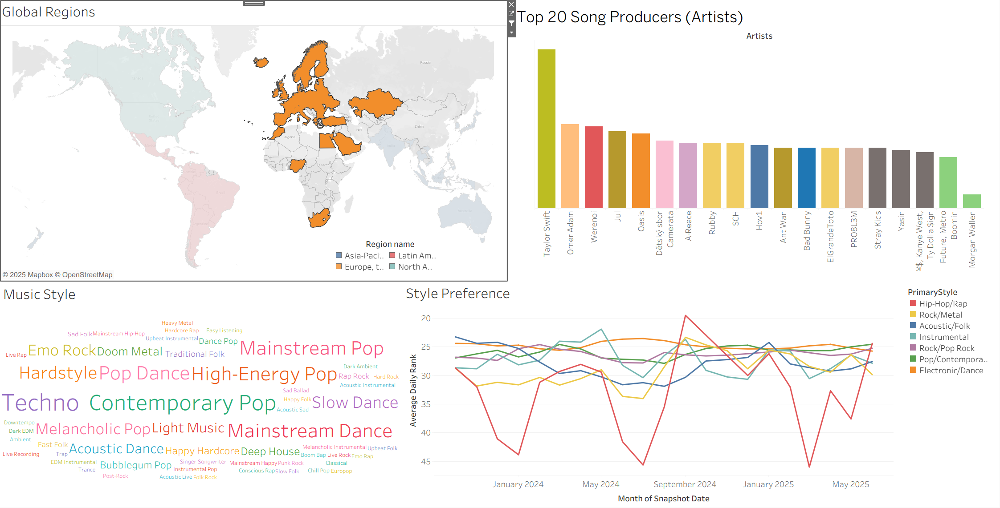 Global Regions
Canada
United
States
Russia
China
Iran
Algeria
Brazil
Peru
Argentina
Australia
Region name
Asia-Paci..
Latin Am..
Europe, t..
North A..
© 2025 Mapbox © OpenStreetMap
Top 20 Song Producers (Artists)
Artists
Taylor Swift
Omer Adam
Werenoi
Jul
Oasis
Dětský sbor
Camerata
A-Reece
Rubby
SCH
Hov1
Ant Wan
Bad Bunny
ElGrandeToto
PRO8L3M
Stray Kids
Yasin
¥$, Kanye West,
Ty Dolla $ign
Future, Metro
Boomin
Morgan Wallen
Music Style
Heavy Metal
Hardcore Rap
Easy Listening
Sad Folk
Mainstream Hip-Hop
Upbeat Instrumental
Dance Pop
Mainstream Pop
Live Rap
Emo Rock
Doom Metal
Traditional Folk
Hardstyle
Pop Dance
High-Energy Pop
Dark Ambient
Rap Rock
Hard Rock
Acoustic Instrumental
Techno
Contemporary Pop
Sad Ballad
Happy Folk
Acoustic Sad
Slow Dance
Downtempo
Dark EDM
Ambient
Melancholic Pop
Light Music
Mainstream Dance
Fast Folk
Live Recording
Trap
Acoustic Dance
Happy Hardcore
Deep House
Melancholic Instrumental
Upbeat Folk
Boom Bap
Live Rock
Emo Rap
EDM Instrumental
Trance
Bubblegum Pop
Singer-Songwriter
Mainstream Happy
Punk Rock
Classical
Instrumental Pop
Conscious Rap
Slow Folk
Chill Pop
Europop
Post-Rock
Acoustic Live
Folk Rock
Style Preference
Average Daily Rank
20
25
30
35
40
45
January 2024
May 2024
September 2024
January 2025
May 2025
Month of Snapshot Date
PrimaryStyle
Hip-Hop/Rap
Rock/Metal
Acoustic/Folk
Instrumental
Rock/Pop Rock
Pop/Contempora..
Electronic/Dance